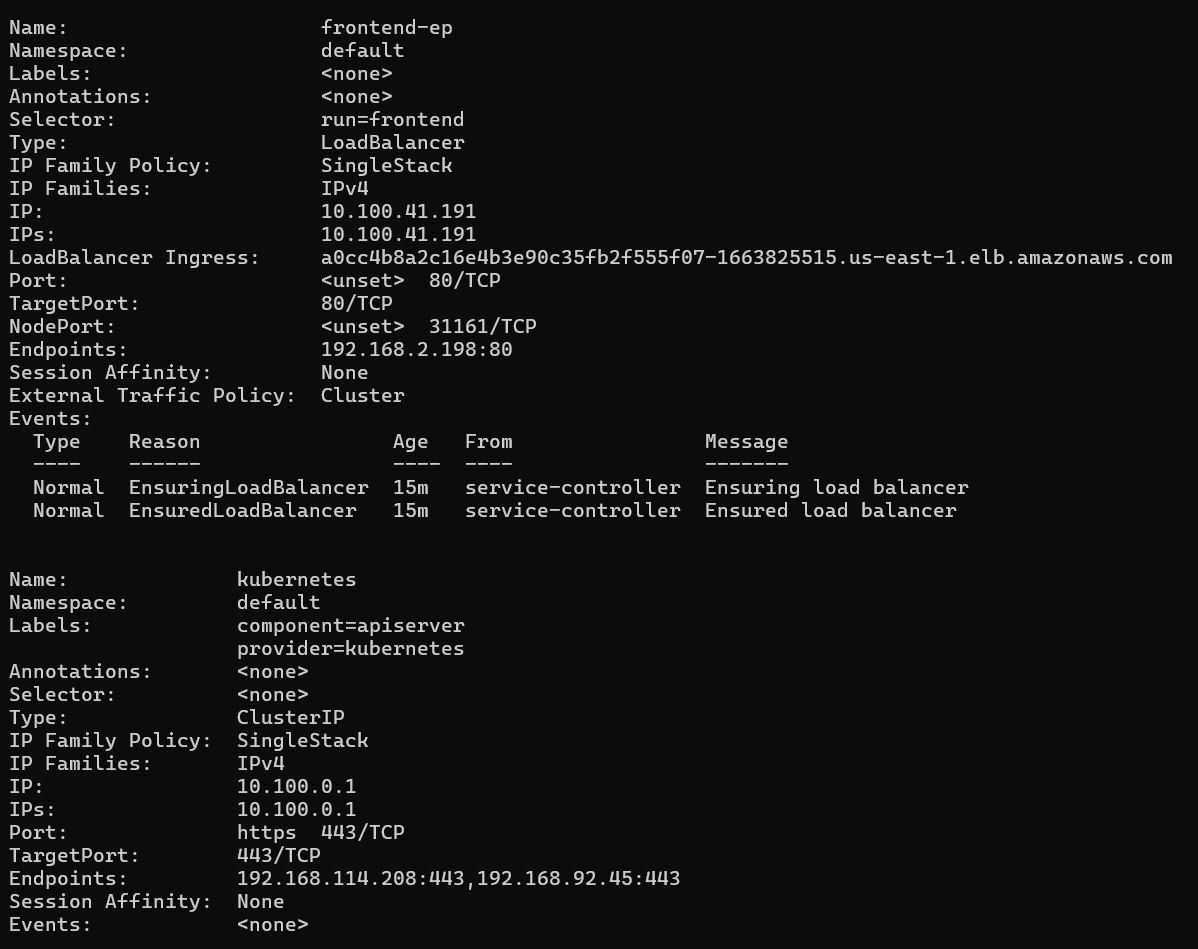 Name:                     frontend-ep
Namespace:                default
Labels:                   <none>
Annotations:              <none>
Selector:                 run=frontend
Type:                     LoadBalancer
IP Family Policy:         SingleStack
IP Families:              IPv4
IP:                       10.100.41.191
IPs:                      10.100.41.191
LoadBalancer Ingress:     a0cc4b8a2c16e4b3e90c35fb2f555f07-1663825515.us-east-1.elb.amazonaws.com
Port:                     <unset>  80/TCP
TargetPort:               80/TCP
NodePort:                 <unset>  31161/TCP
Endpoints:                192.168.2.198:80
Session Affinity:         None
External Traffic Policy:  Cluster
Events:
  Type    Reason                Age   From                Message
  ----    ------                ----  ----                -------
  Normal  EnsuringLoadBalancer  15m   service-controller  Ensuring load balancer
  Normal  EnsuredLoadBalancer   15m   service-controller  Ensured load balancer
Name:              kubernetes
Namespace:         default
Labels:            component=apiserver
                   provider=kubernetes
Annotations:       <none>
Selector:          <none>
Type:              ClusterIP
IP Family Policy:  SingleStack
IP Families:       IPv4
IP:                10.100.0.1
IPs:               10.100.0.1
Port:              https  443/TCP
TargetPort:        443/TCP
Endpoints:         192.168.114.208:443,192.168.92.45:443
Session Affinity:  None
Events:            <none>